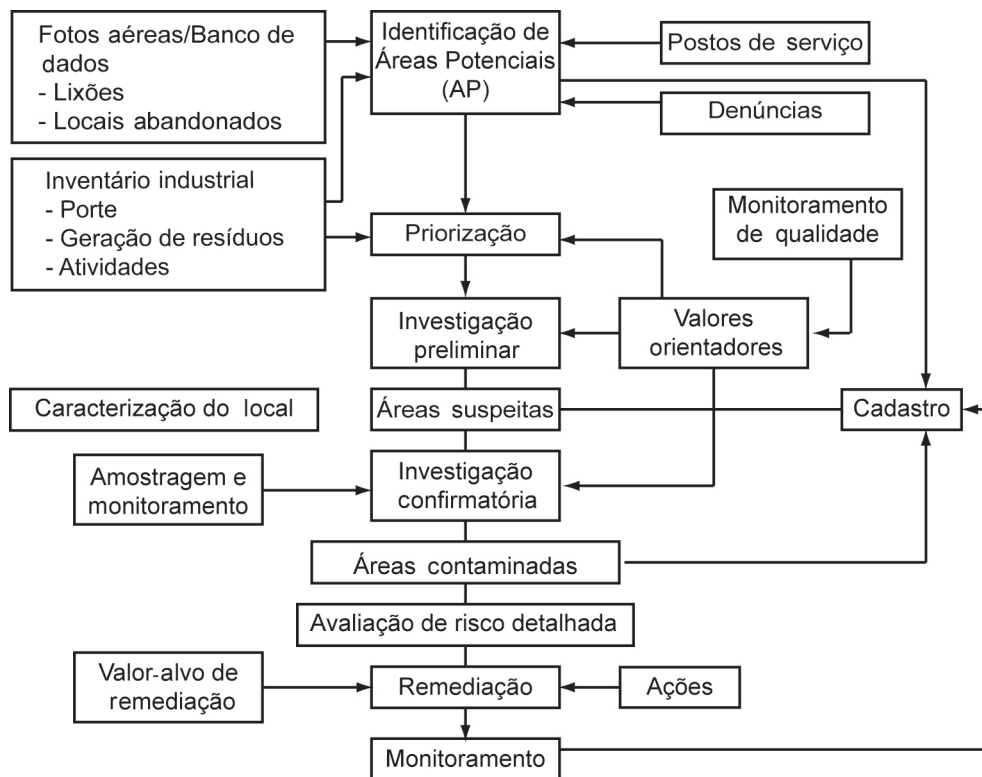 Fotos aéreas/Banco de
dados
- Lixões
- Locais abandonados
Identificação de
Áreas Potenciais
(AP)
Postos de serviço
Denúncias
Inventário industrial
- Porte
- Geração de resíduos
- Atividades
Priorização
Monitoramento
de qualidade
Investigação
preliminar
Valores
orientadores
Caracterização do local
Áreas suspeitas
Cadastro
Amostragem e
monitoramento
Investigação
confirmatória
Áreas contaminadas
Avaliação de risco detalhada
Valor-alvo de
remediação
Remediação
Ações
Monitoramento